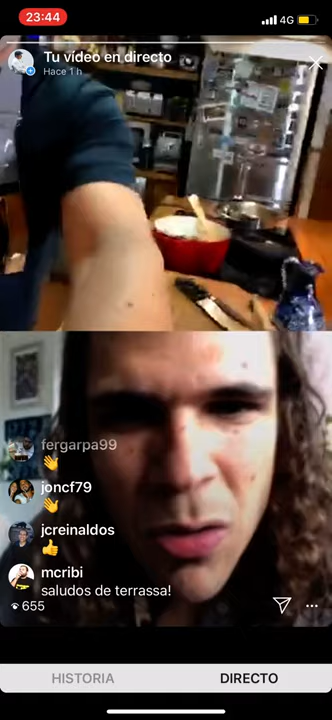 23:44
4G
Tu vídeo en directo
Hace 1 h
fergarpa99
👋
joncf79
👋
jcreinaldos
👍
mcribi
saludos de terrassa!
655
HISTORIA
DIRECTO